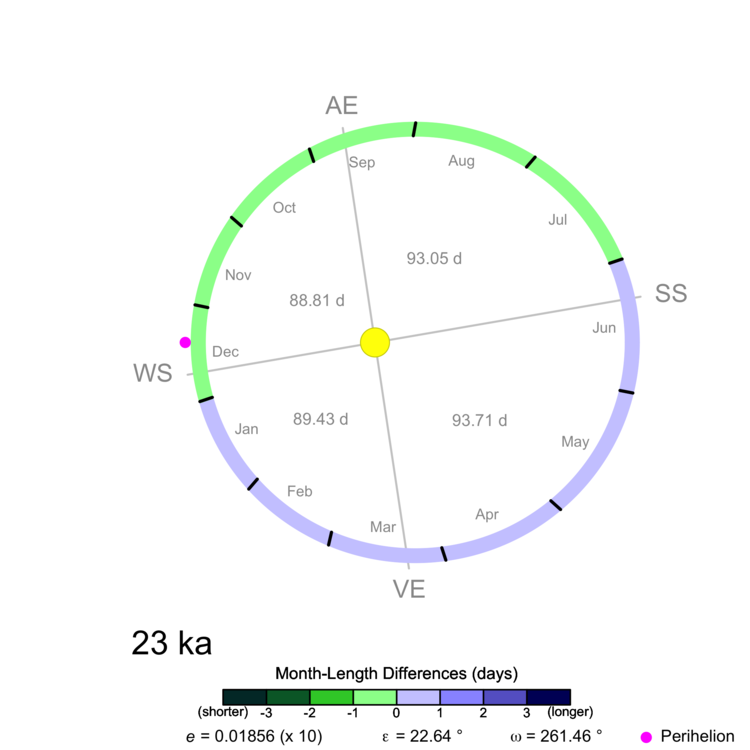 AE
Sep
Aug
Oct
Jul
93.05 d
Nov
88.81 d
SS
Jun
Dec
WS
89.43 d
93.71 d
Jan
May
Feb
Apr
Mar
VE
23 ka
Month-Length Differences (days)
(shorter) -3 -2 -1 0 1 2 3 (longer)
e = 0.01856 (x 10) ε = 22.64 ° ω = 261.46 ° Perihelion